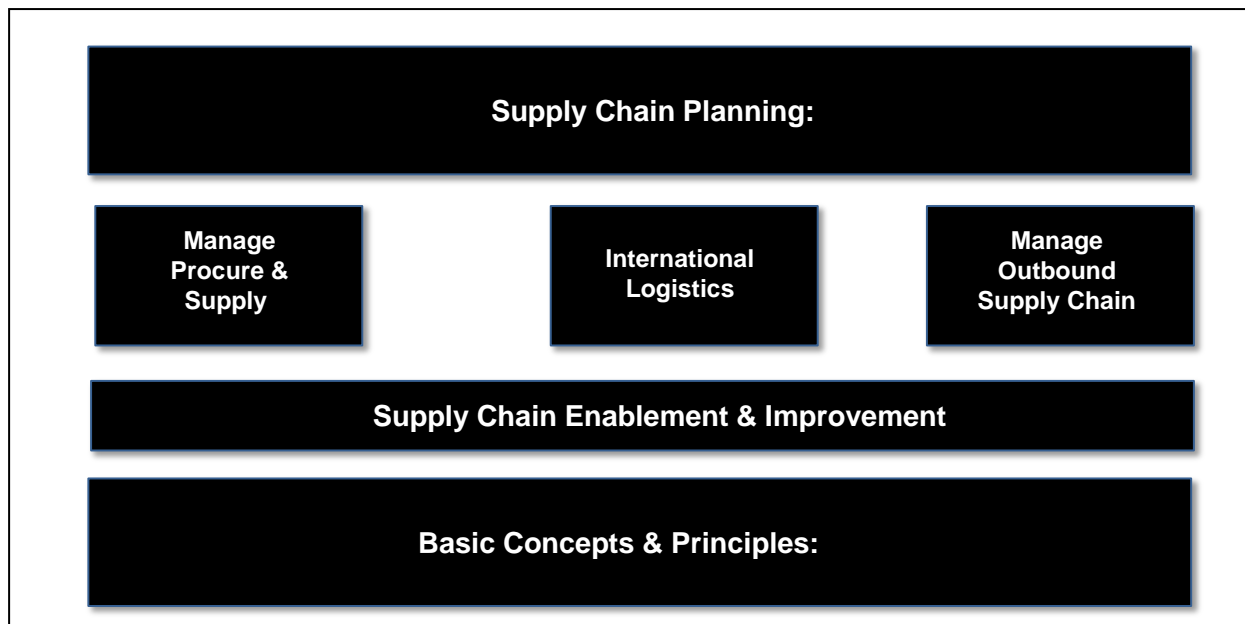 Supply Chain Planning:
Manage
Procure &
Supply
International
Logistics
Manage
Outbound
Supply Chain
Supply Chain Enablement & Improvement
Basic Concepts & Principles: